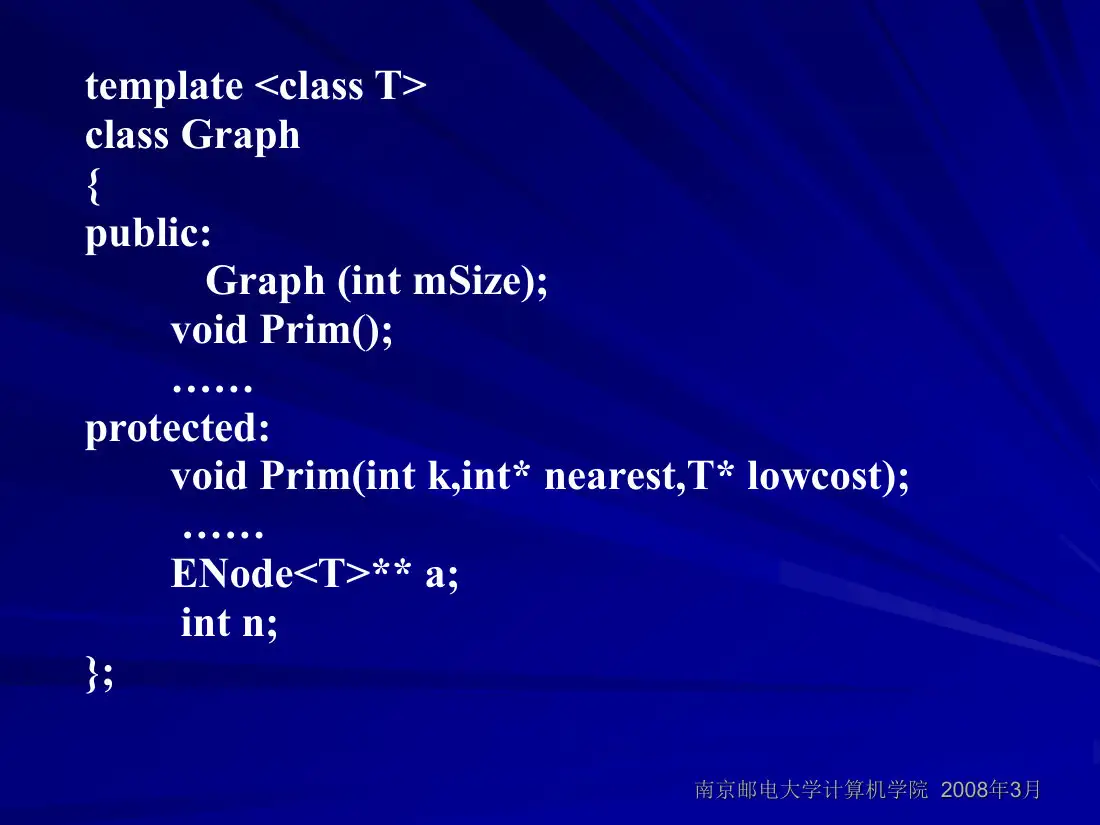 template <class T>
class Graph
{
public:
Graph (int mSize);
void Prim();
……
protected:
void Prim(int k,int* nearest,T* lowcost);
……
ENode<T>** a;
int n;
};
南京邮电大学计算机学院 2008年3月